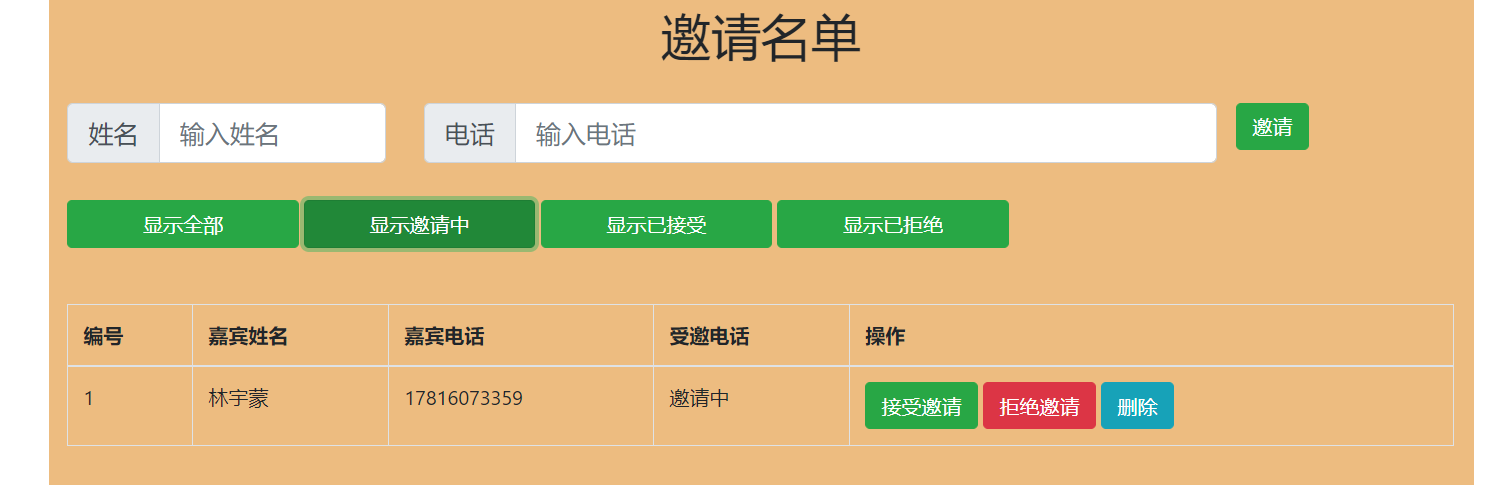 邀请名单
姓名 输入姓名 电话 输入电话 邀请
显示全部 显示邀请中 显示已接受 显示已拒绝
编号 嘉宾姓名 嘉宾电话 受邀电话 操作
1 林宇蒙 17816073359 邀请中 接受邀请 拒绝邀请 删除